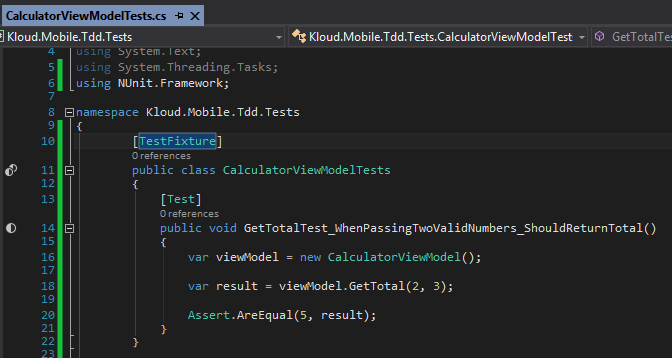 CalculatorViewModelTests.cs
Kloud.Mobile.Tdd.Tests
Kloud.Mobile.Tdd.Tests.CalculatorViewModelTest
GetTotalTe
4 using System.Text;
5 using System.Threading.Tasks;
6 using NUnit.Framework;
7
8 namespace Kloud.Mobile.Tdd.Tests
9 {
10 [TestFixture]
0 references
11 public class CalculatorViewModelTests
12 {
13 [Test]
0 references
14 public void GetTotalTest_WhenPassingTwoValidNumbers_ShouldReturnTotal()
15 {
16 var viewModel = new CalculatorViewModel();
17
18 var result = viewModel.GetTotal(2, 3);
19
20 Assert.AreEqual(5, result);
21 }
22 }
23